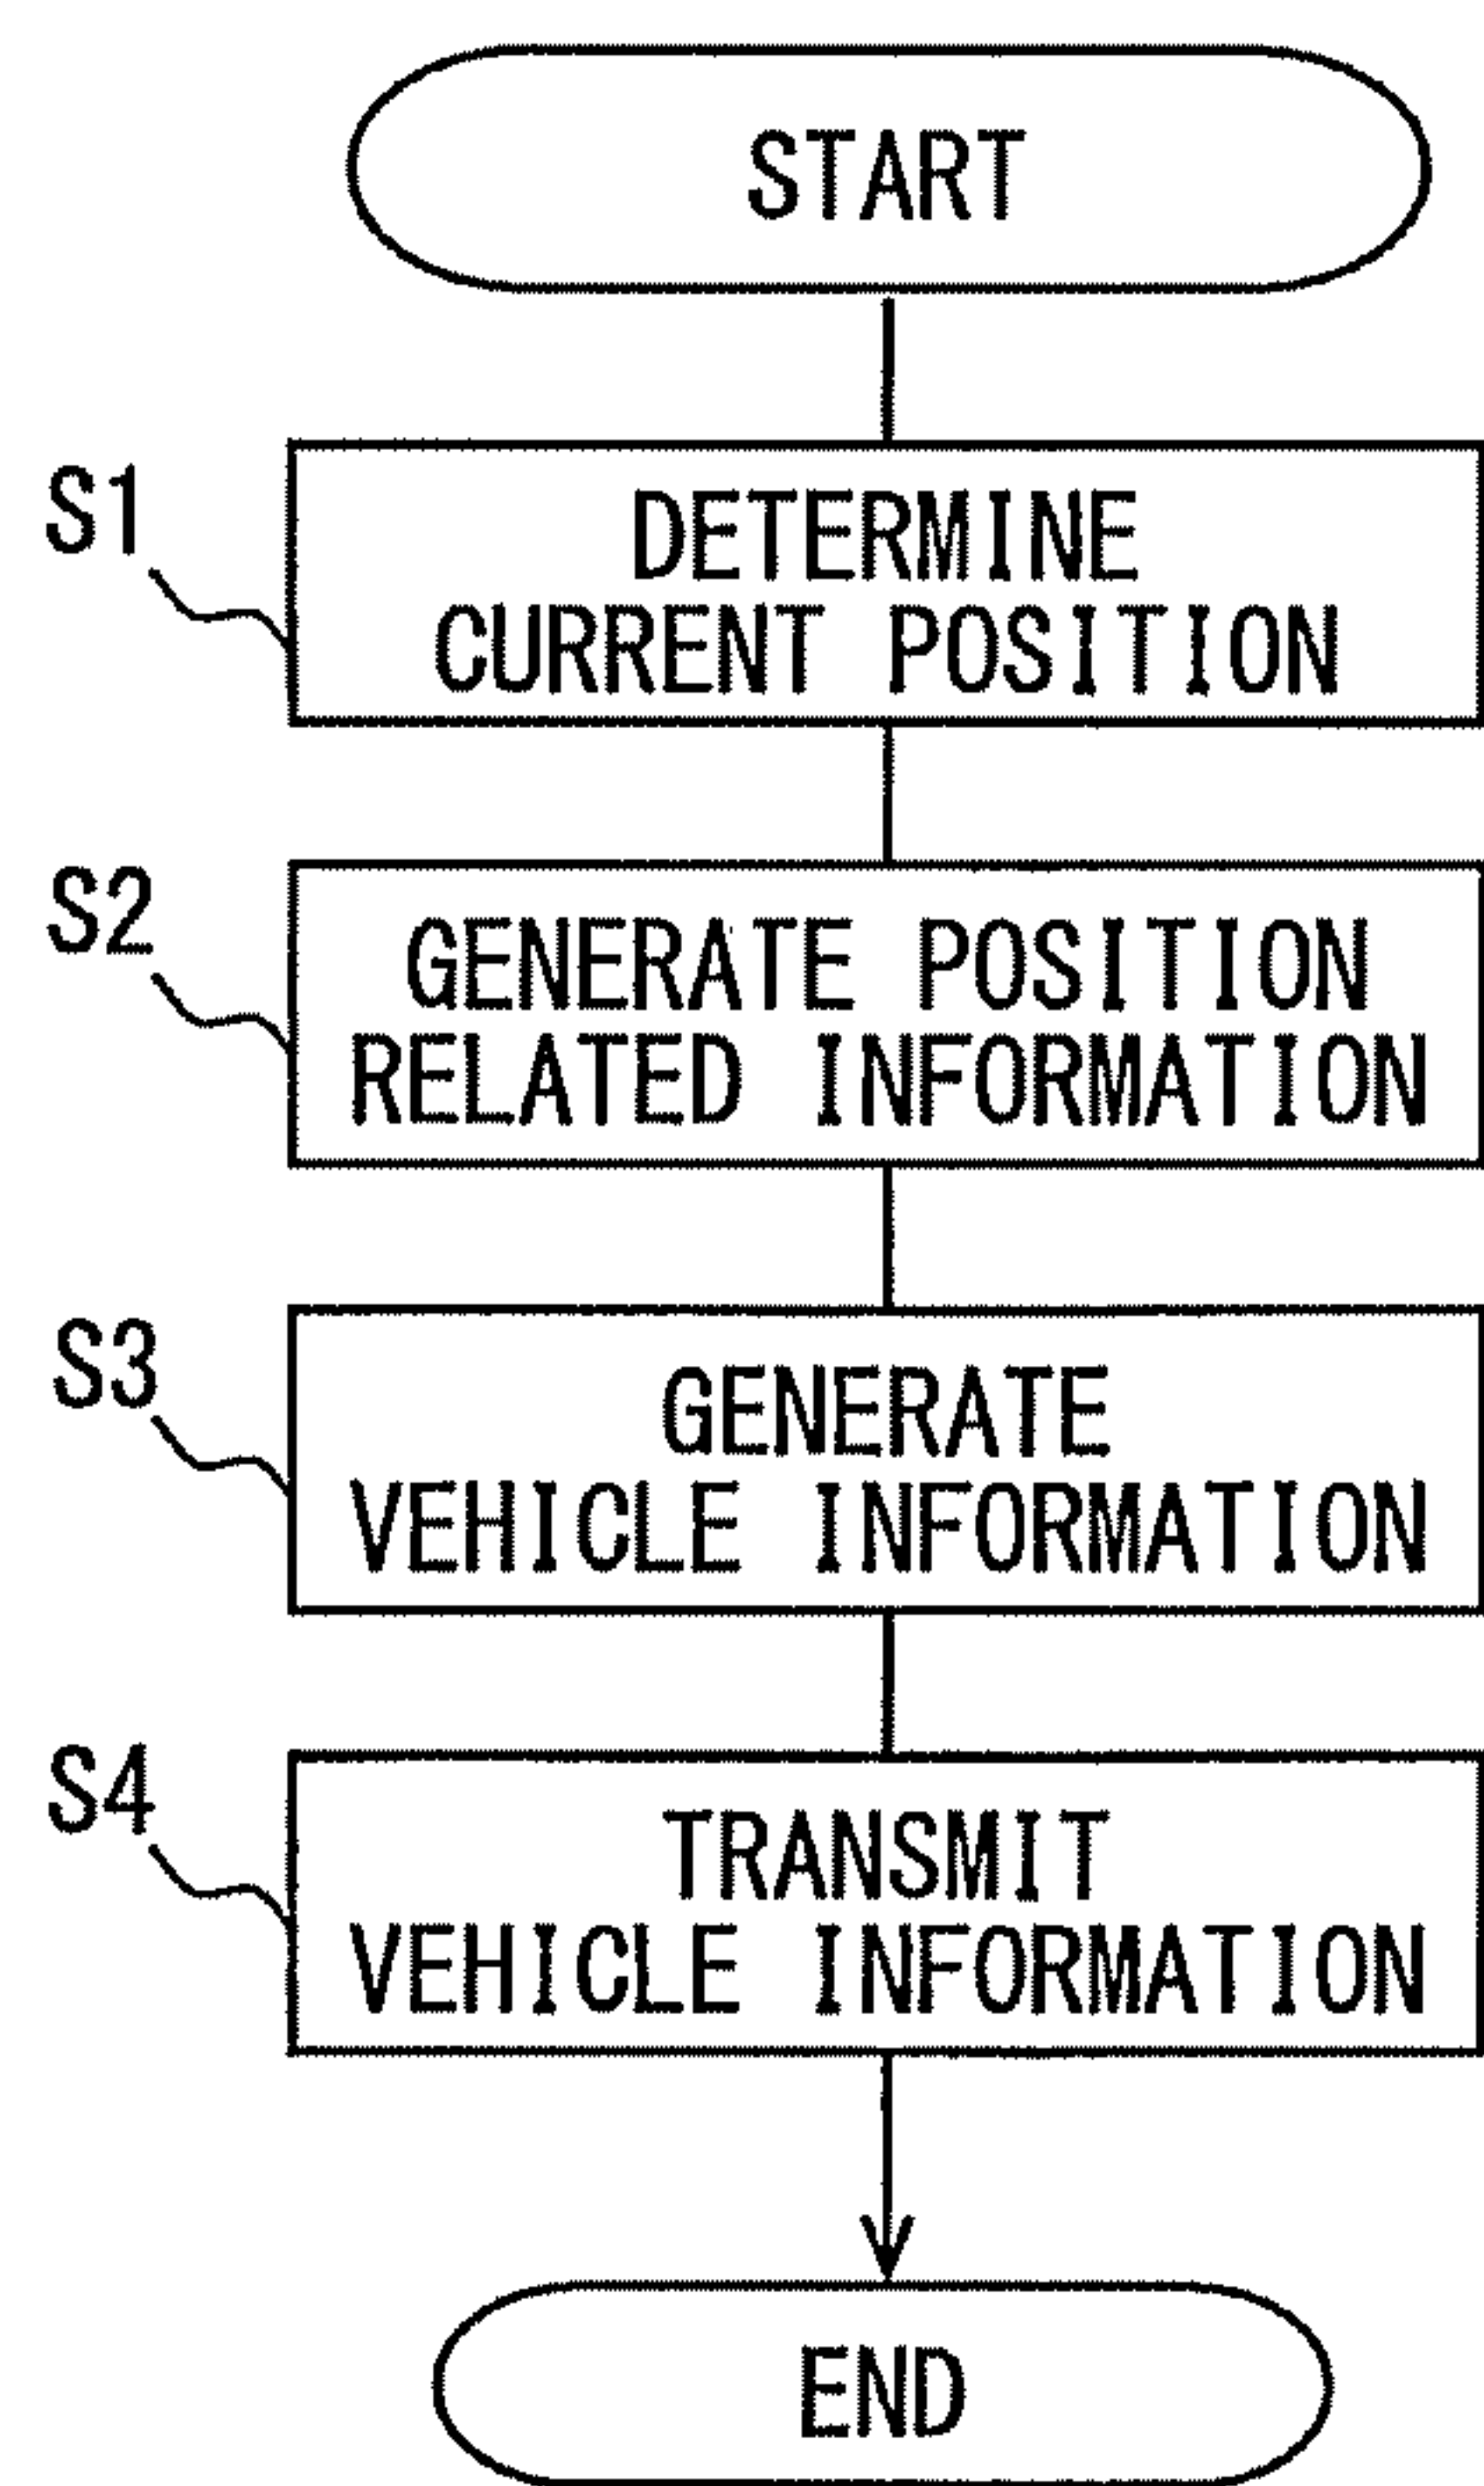 START
S1
DETERMINE
CURRENT POSITION
S2
GENERATE POSITION
RELATED INFORMATION
S3
GENERATE
VEHICLE INFORMATION
S4
TRANSMIT
VEHICLE INFORMATION
END